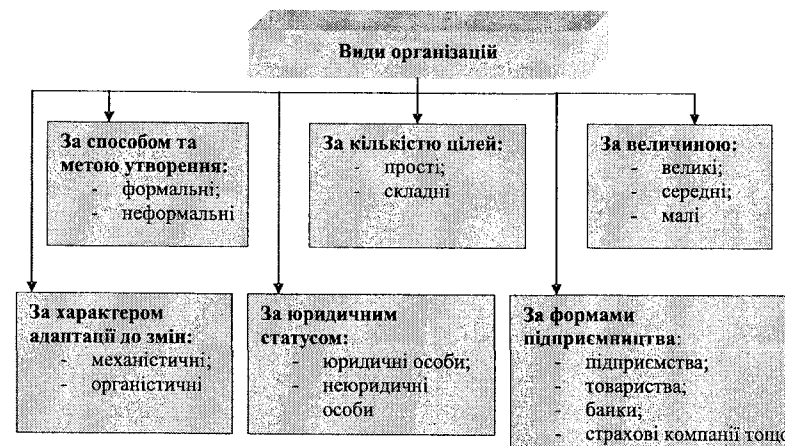 Види організацій
За способом та
метою утворення:
- формальні;
- неформальні
За кількістю цілей:
- прості;
- складні
За величиною:
- великі;
- середні;
- малі
За характером
адаптації до змін:
- механістичні;
- органістичні
За юридичним
статусом:
- юридичні особи;
- неюридичні
особи
За формами
підприємництва:
- підприємства;
- товариства;
- банки;
- страхові компанії тощо